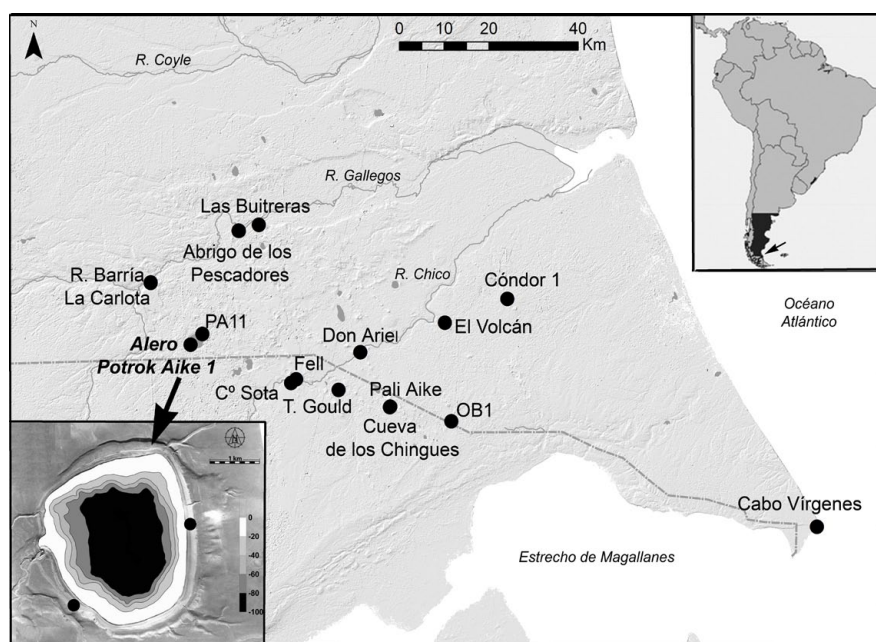 N
0 20 40
Km
R. Coyle
R. Gallegos
Las Buitreras
Abrigo de los
Pescadores
R. Barría
La Carlota
R. Chico
Cóndor 1
Océano
Atlántico
PA11
El Volcán
Alero
Potrok Aike 1
Don Ariel
Fell
Cº Sota
T. Gould
Pali Aike
Cueva
de los Chingues
OB1
Cabo Vírgenes
Estrecho de Magallanes
N
1 km
0
-20
-40
-60
-80
-100